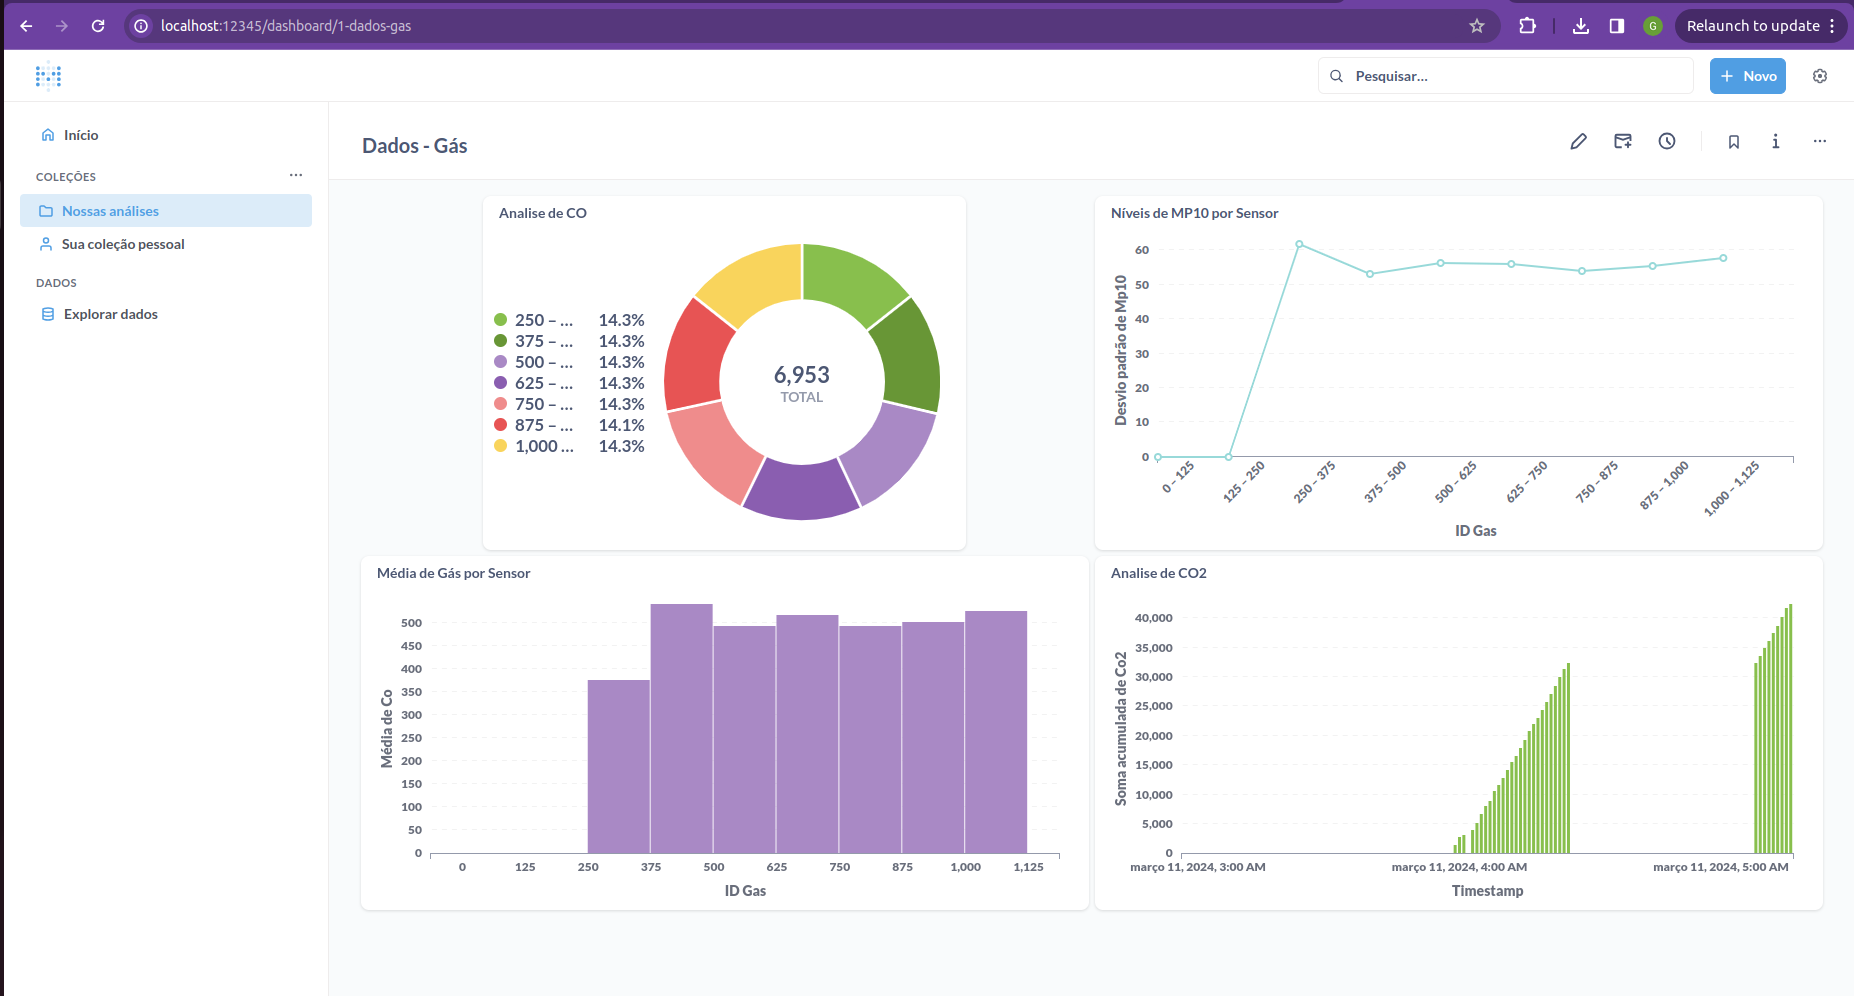 localhost:12345/dashboard/1-dados-gas
G
Relaunch to update
Pesquisar...
+ Novo
Início
COLEÇÕES
Nossas análises
Sua coleção pessoal
DADOS
Explorar dados
Dados - Gás
Analise de CO
250 – ... 14.3%
375 – ... 14.3%
500 – ... 14.3%
625 – ... 14.3%
750 – ... 14.3%
875 – ... 14.1%
1,000 ... 14.3%
6,953
TOTAL
Níveis de MP10 por Sensor
Desvio padrão de Mp10
60
50
40
30
20
10
0
0 – 125
125 – 250
250 – 375
375 – 500
500 – 625
625 – 750
750 – 875
875 – 1,000
1,000 – 1,125
ID Gas
Média de Gás por Sensor
Média de Co
500
450
400
350
300
250
200
150
100
50
0
0 125 250 375 500 625 750 875 1,000 1,125
ID Gas
Analise de CO2
Soma acumulada de Co2
40,000
35,000
30,000
25,000
20,000
15,000
10,000
5,000
0
março 11, 2024, 3:00 AM março 11, 2024, 4:00 AM março 11, 2024, 5:00 AM
Timestamp